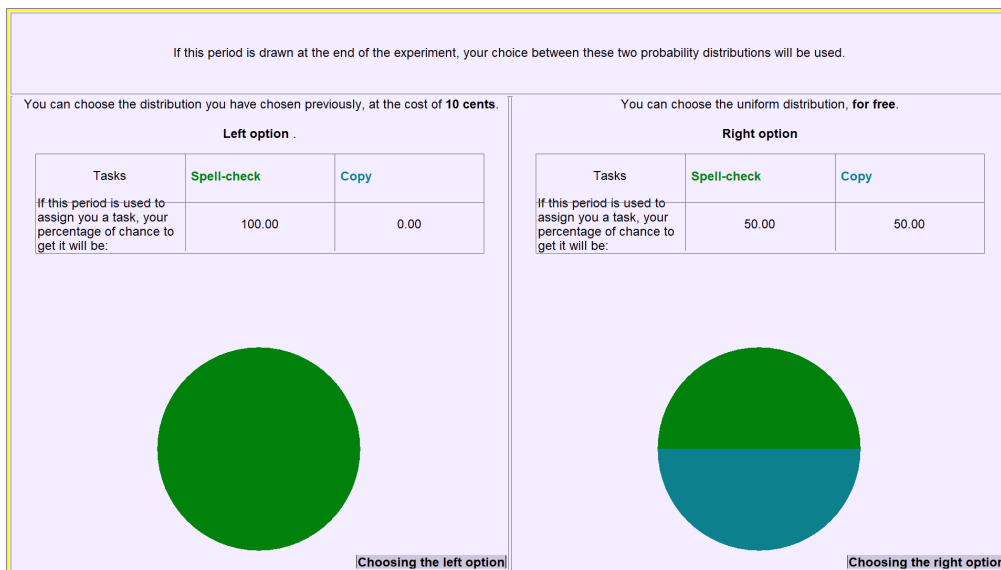 If this period is drawn at the end of the experiment, your choice between these two probability distributions will be used.
You can choose the distribution you have chosen previously, at the cost of 10 cents.
Left option .
Tasks Spell-check Copy
If this period is used to
assign you a task, your
percentage of chance to
get it will be:
100.00 0.00
Choosing the left option
You can choose the uniform distribution, for free.
Right option
Tasks Spell-check Copy
If this period is used to
assign you a task, your
percentage of chance to
get it will be:
50.00 50.00
Choosing the right option